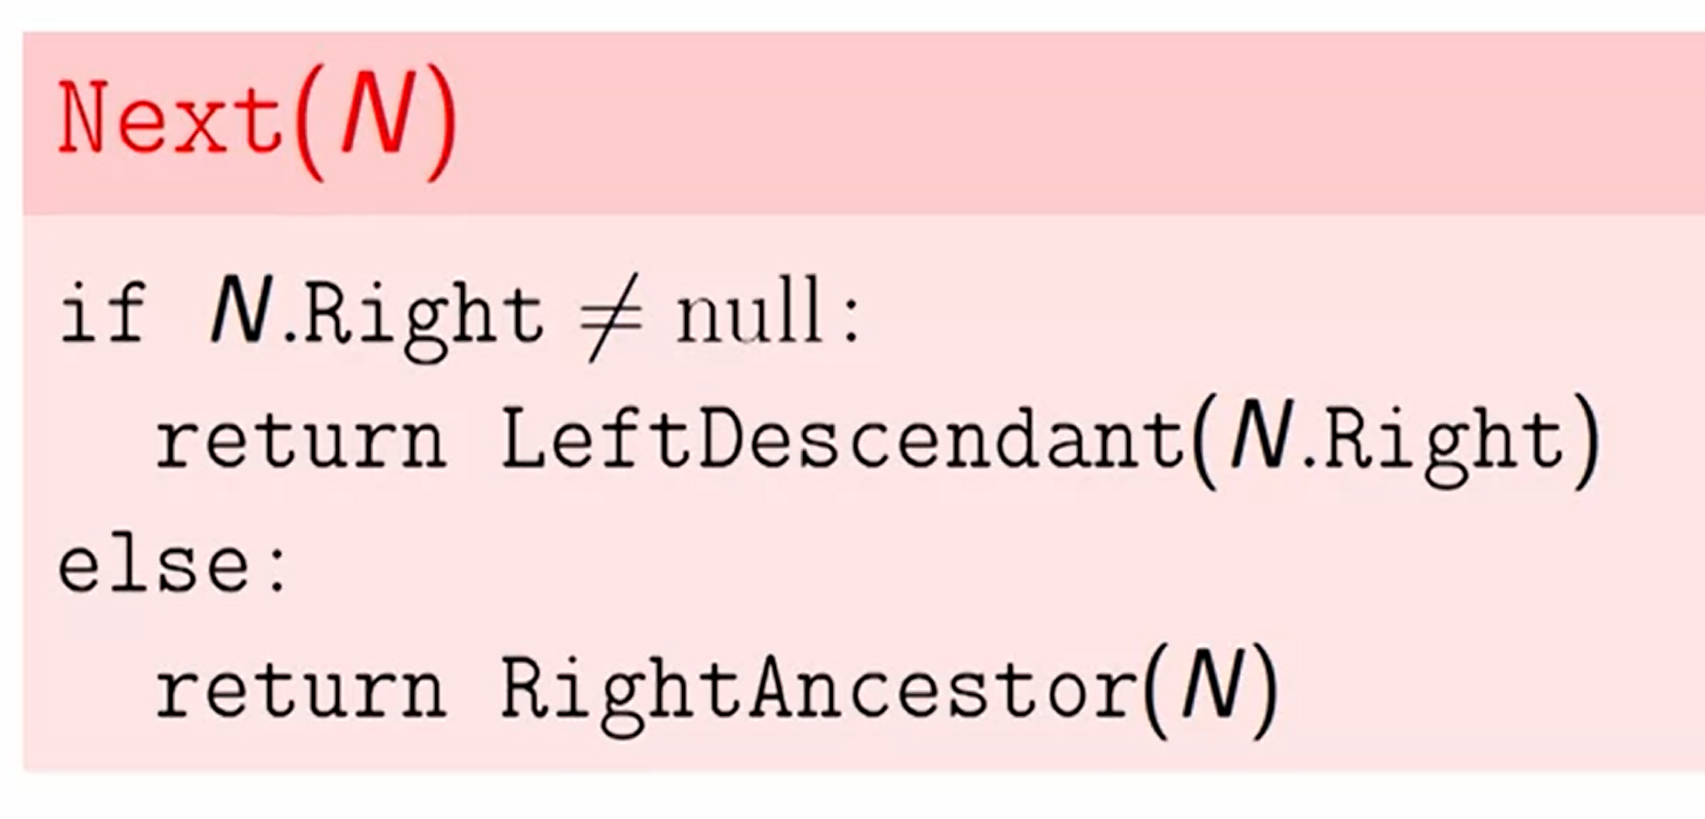 Next(N)
if N.Right ≠ null:
return LeftDescendant(N.Right)
else:
return RightAncestor(N)